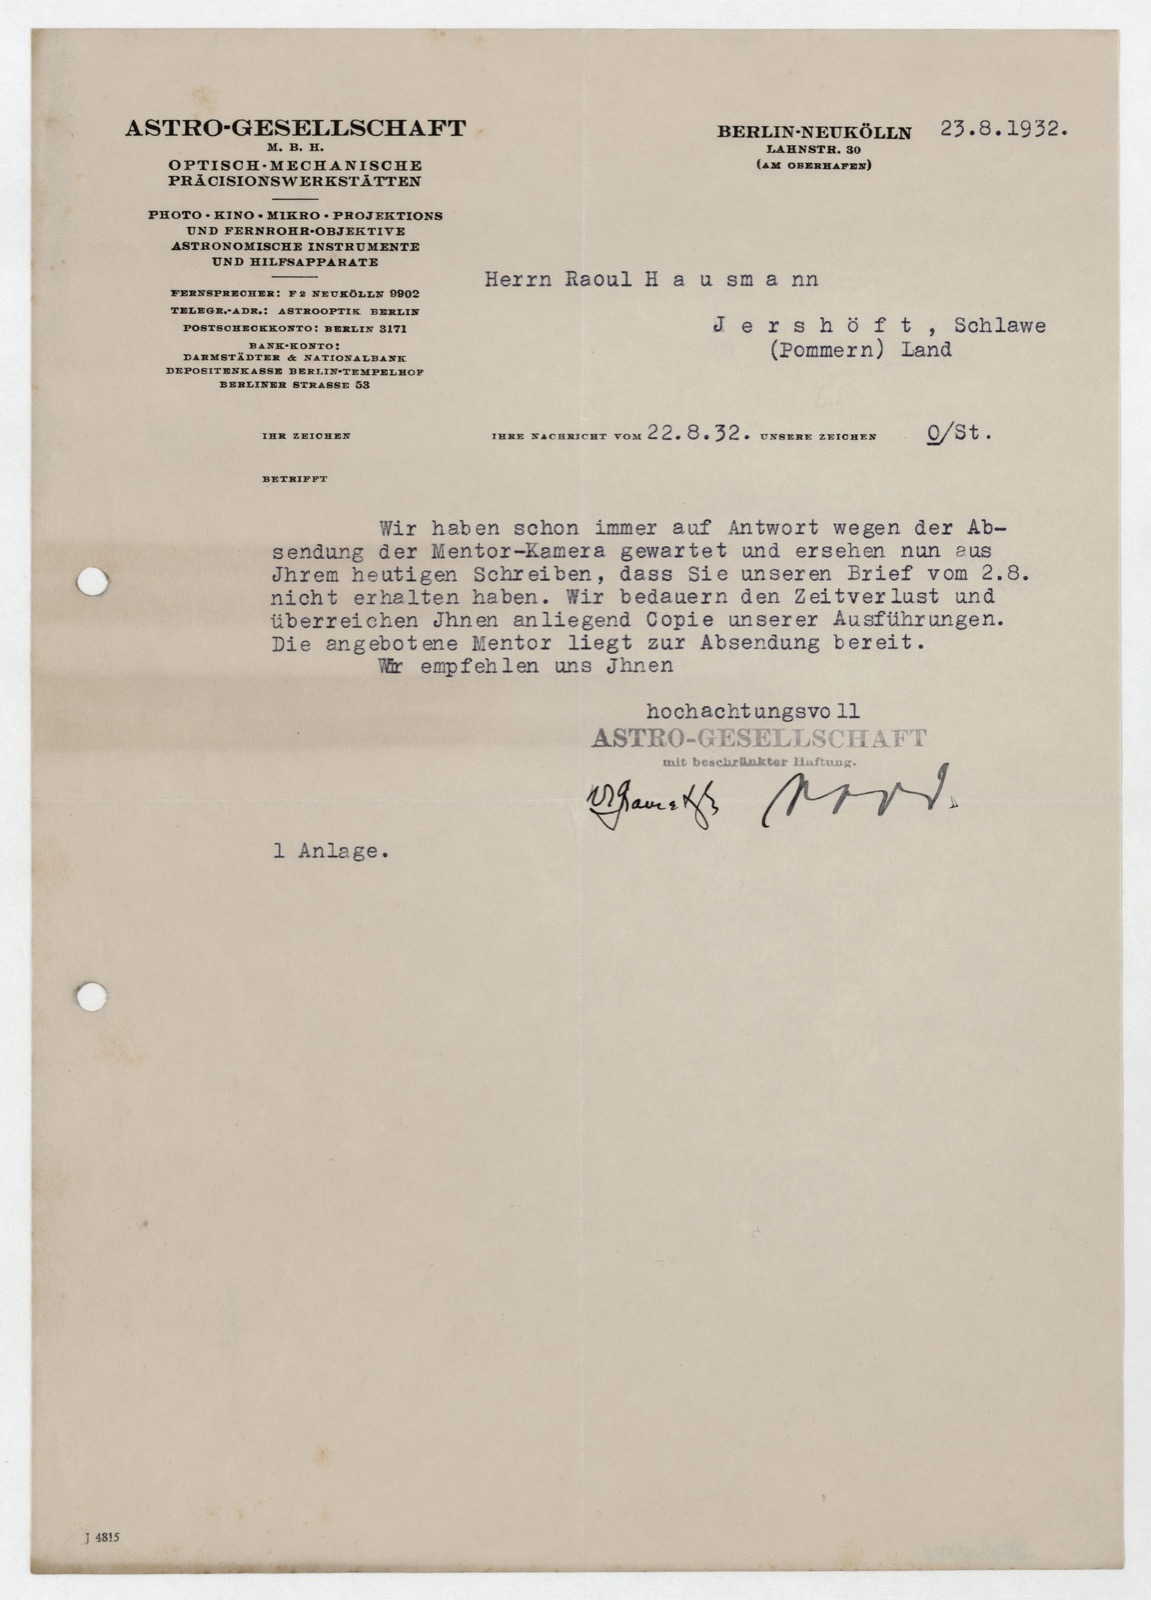 ASTRO-GESELLSCHAFT
M. B. H.
OPTISCH-MECHANISCHE
PRÄCISIONSWERKSTÄTTEN
PHOTO · KINO · MIKRO · PROJEKTIONS
UND FERNROHR-OBJEKTIVE
ASTRONOMISCHE INSTRUMENTE
UND HILFSAPPARATE
FERNSPRECHER: F 2 NEUKÖLLN 9902
TELEGR.-ADR.: ASTROOPTIK BERLIN
POSTSCHECKKONTO: BERLIN 3171
BANK-KONTO:
DARMSTÄDTER & NATIONALBANK
DEPOSITENKASSE BERLIN-TEMPELHOF
BERLINER STRASSE 53
BERLIN-NEUKÖLLN 23.8.1932.
LAHNSTR. 30
(AM OBERHAFEN)
Herrn Raoul H a u sm a nn
J e r s h ö f t , Schlawe
(Pommern) Land
IHR ZEICHEN IHRE NACHRICHT VOM 22.8.32. UNSERE ZEICHEN O/St.
BETRIFFT
Wir haben schon immer auf Antwort wegen der Ab-
sendung der Mentor-Kamera gewartet und ersehen nun aus
Jhrem heutigen Schreiben, dass Sie unseren Brief vom 2.8.
nicht erhalten haben. Wir bedauern den Zeitverlust und
überreichen Jhnen anliegend Copie unserer Ausführungen.
Die angebotene Mentor liegt zur Absendung bereit.
Wir empfehlen uns Jhnen
hochachtungsvoll
ASTRO-GESELLSCHAFT
mit beschränkter Haftung.
1 Anlage.
J 4815